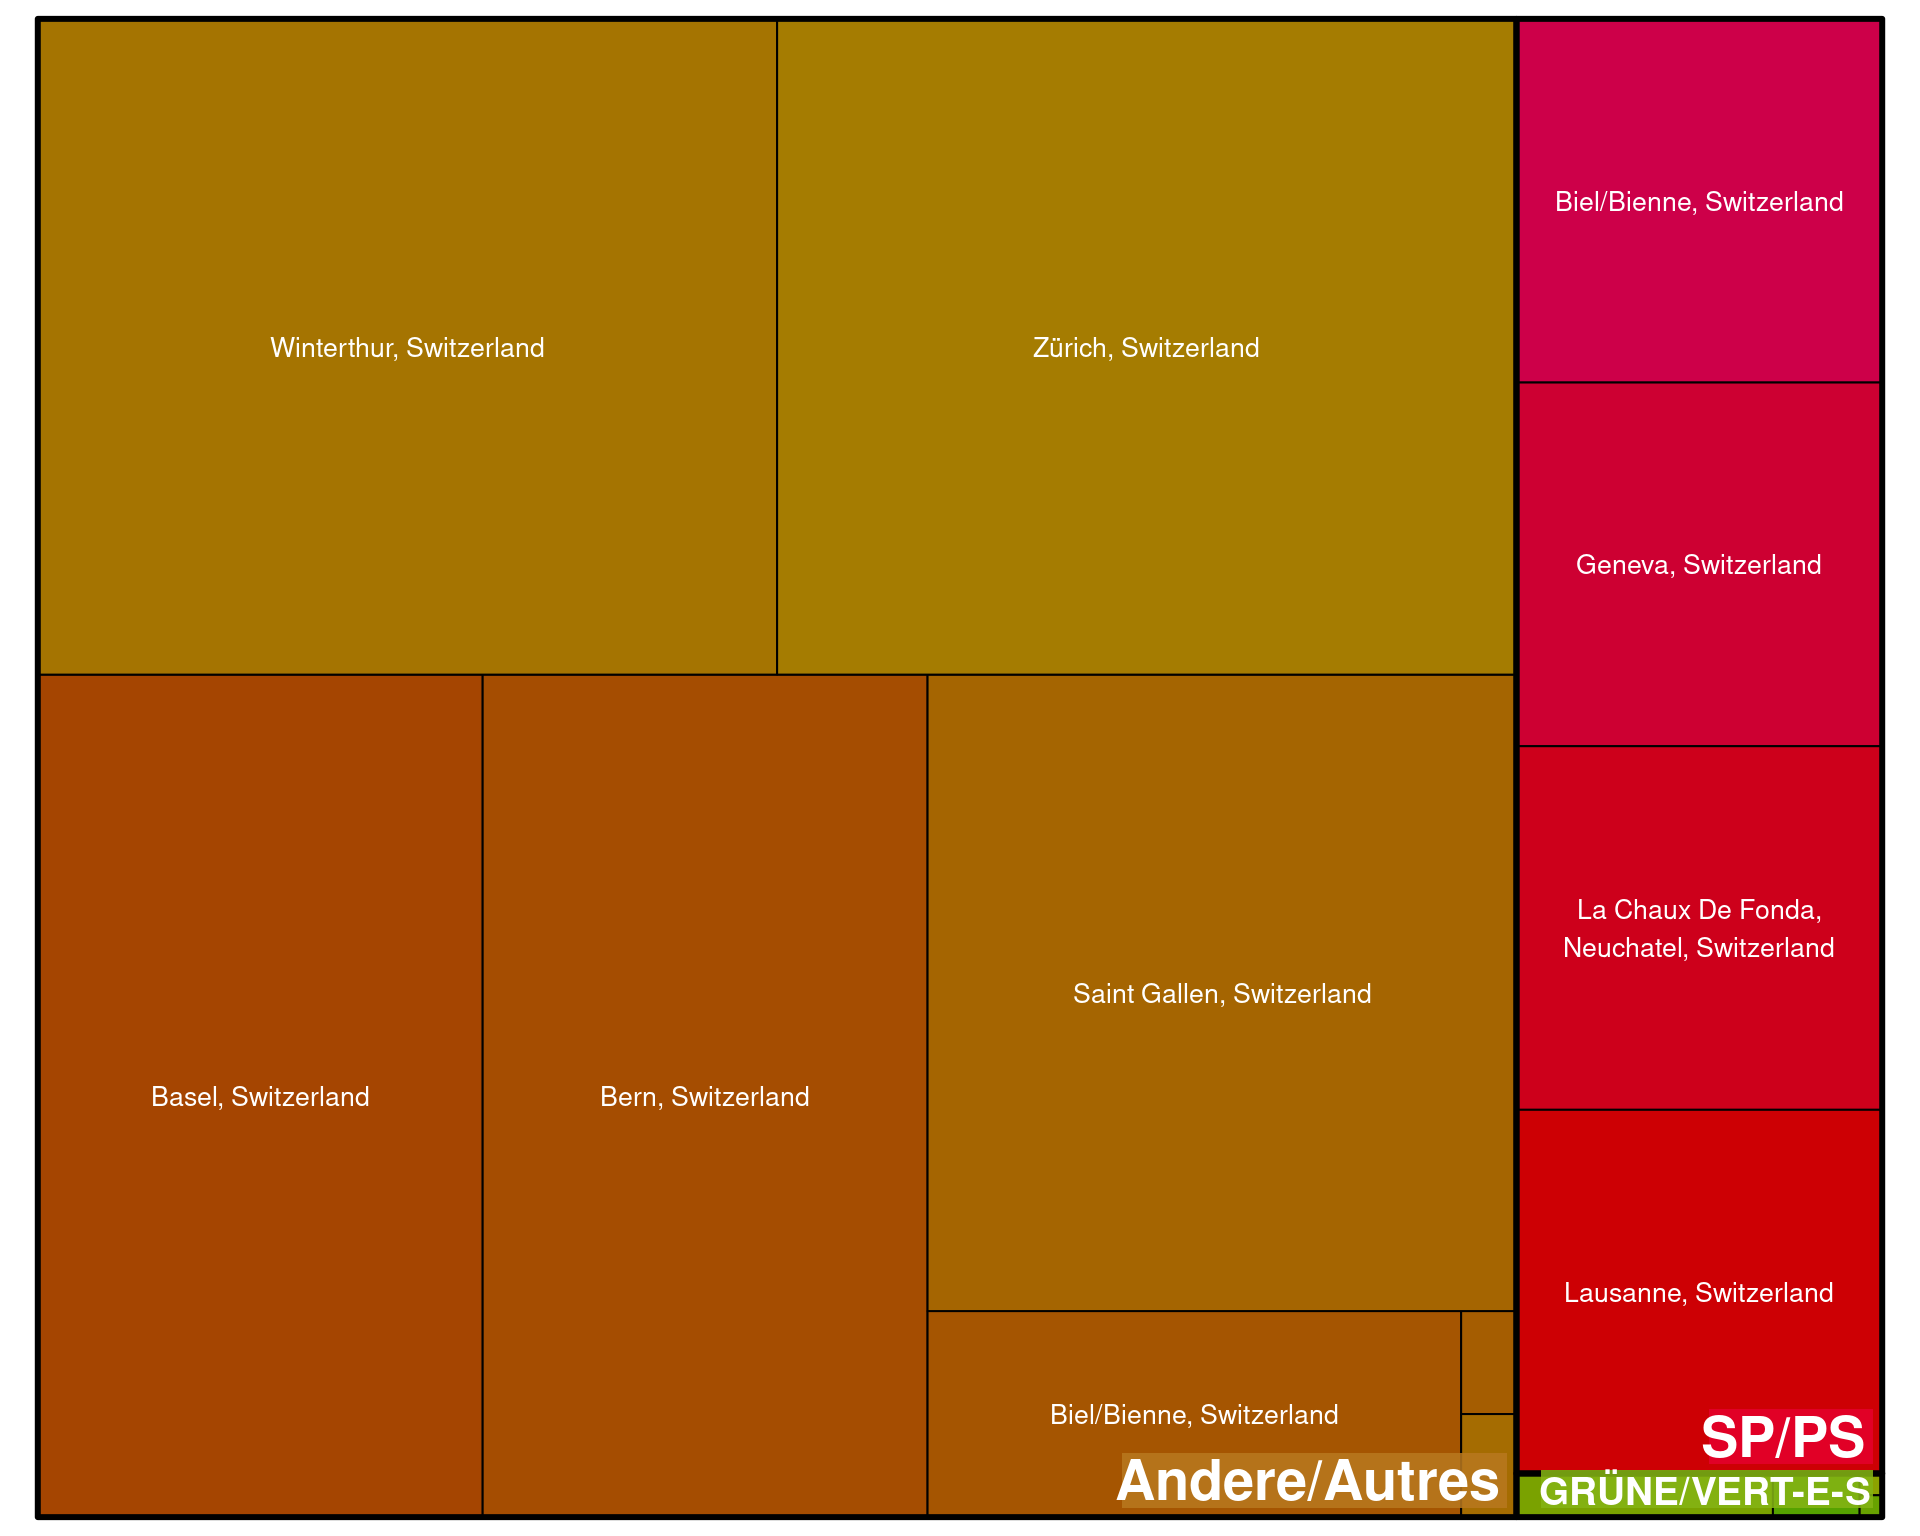 Winterthur, Switzerland
Zürich, Switzerland
Biel/Bienne, Switzerland
Geneva, Switzerland
La Chaux De Fonda,
Neuchatel, Switzerland
Saint Gallen, Switzerland
Basel, Switzerland
Bern, Switzerland
Lausanne, Switzerland
Biel/Bienne, Switzerland
SP/PS
Andere/Autres
GRÜNE/VERT-E-S